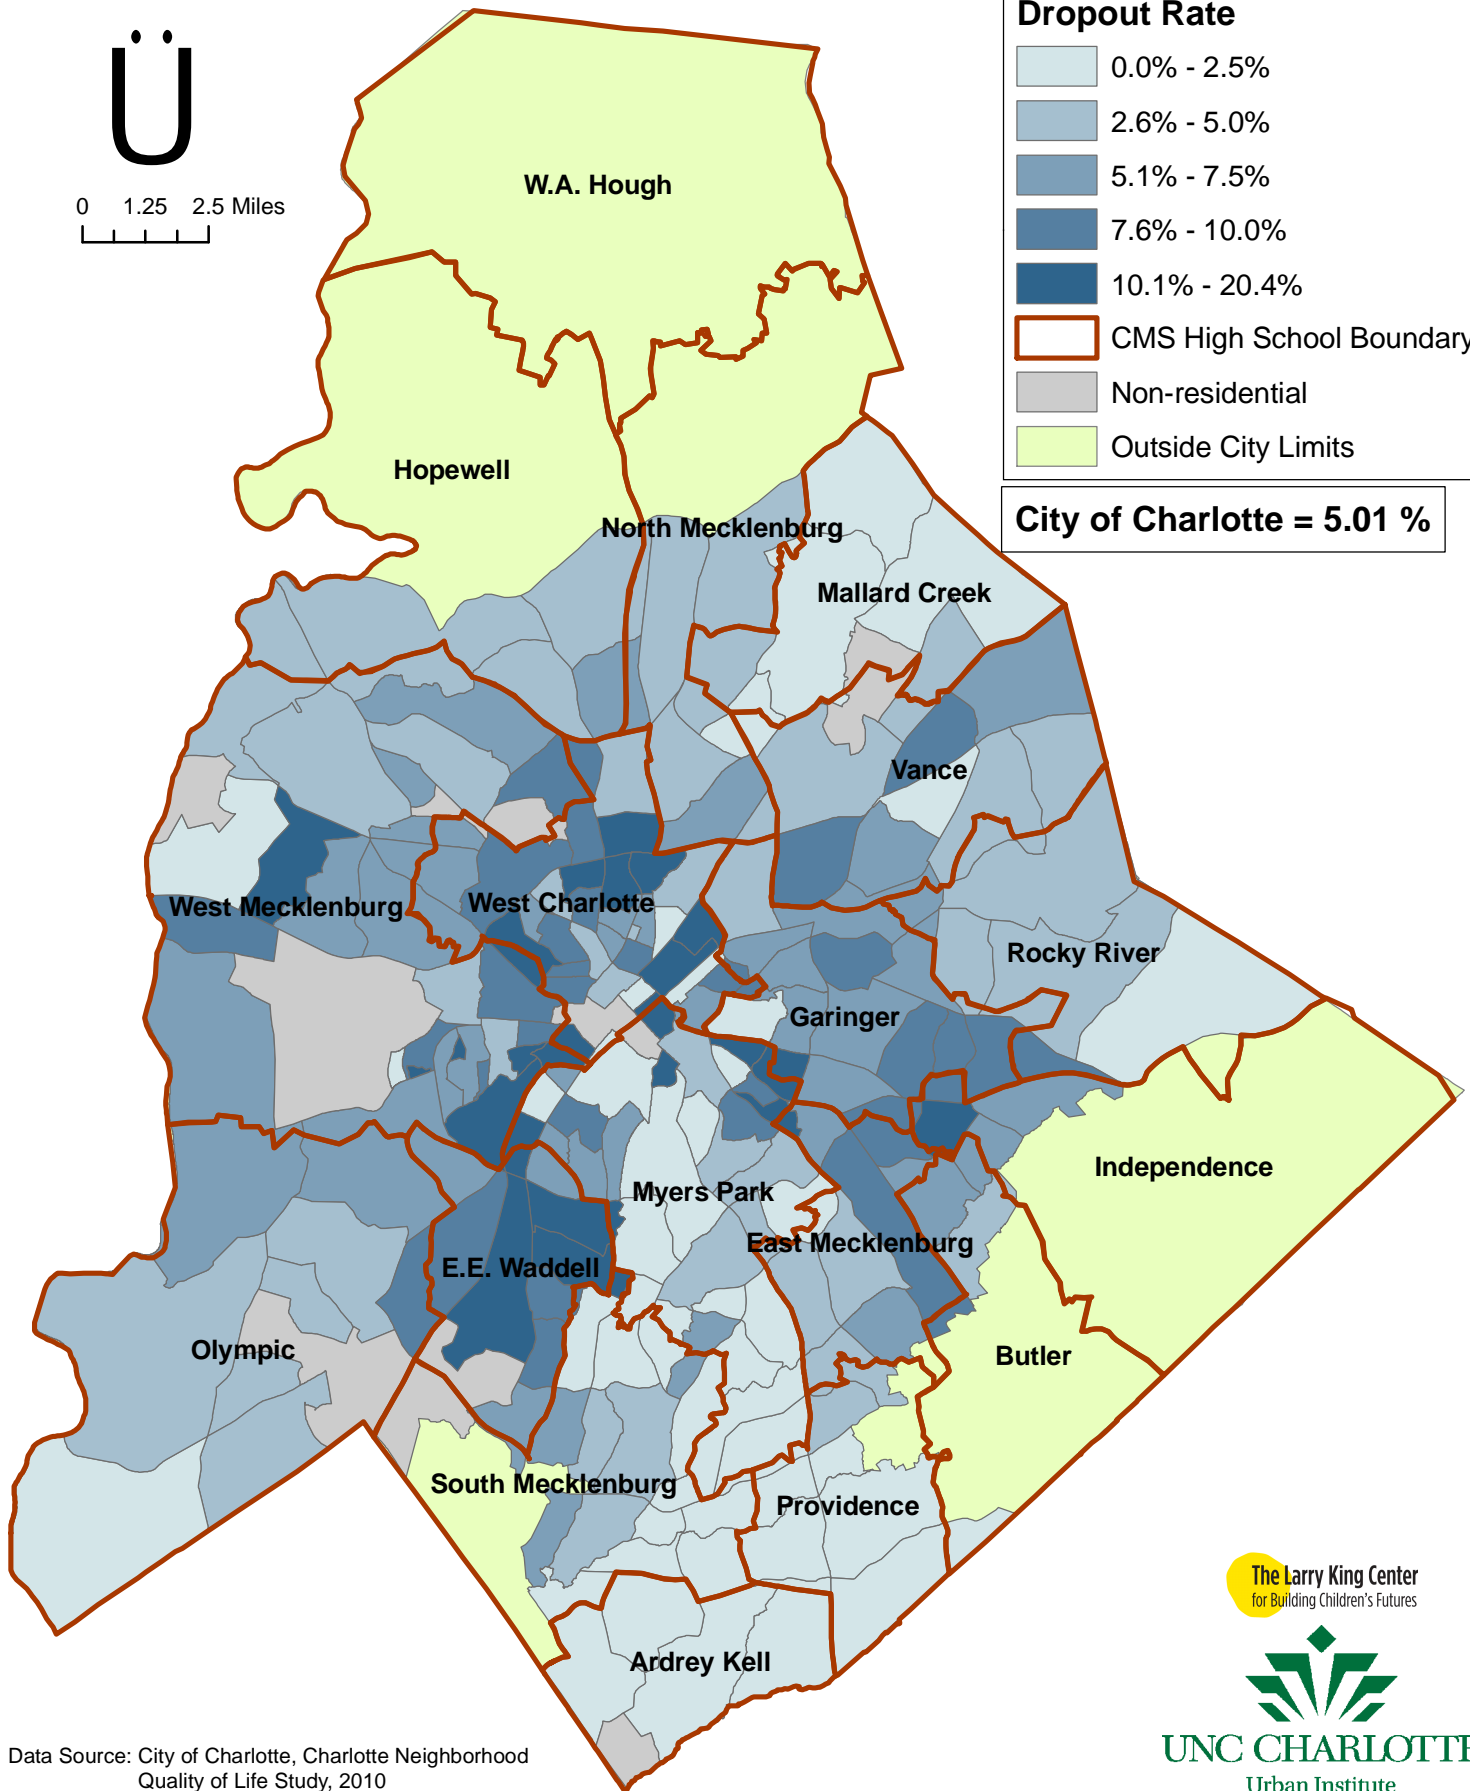 Dropout Rate
0.0% - 2.5%
2.6% - 5.0%
5.1% - 7.5%
7.6% - 10.0%
10.1% - 20.4%
CMS High School Boundary
Non-residential
Outside City Limits
City of Charlotte = 5.01 %
Ü
0 1.25 2.5 Miles
W.A. Hough
Hopewell
North Mecklenburg
Mallard Creek
Vance
West Mecklenburg
West Charlotte
Rocky River
Garinger
Independence
Myers Park
East Mecklenburg
E.E. Waddell
Olympic
Butler
South Mecklenburg
Providence
Ardrey Kell
The Larry King Center
for Building Children's Futures
UNC CHARLOTTE
Urban Institute
Data Source: City of Charlotte, Charlotte Neighborhood
Quality of Life Study, 2010